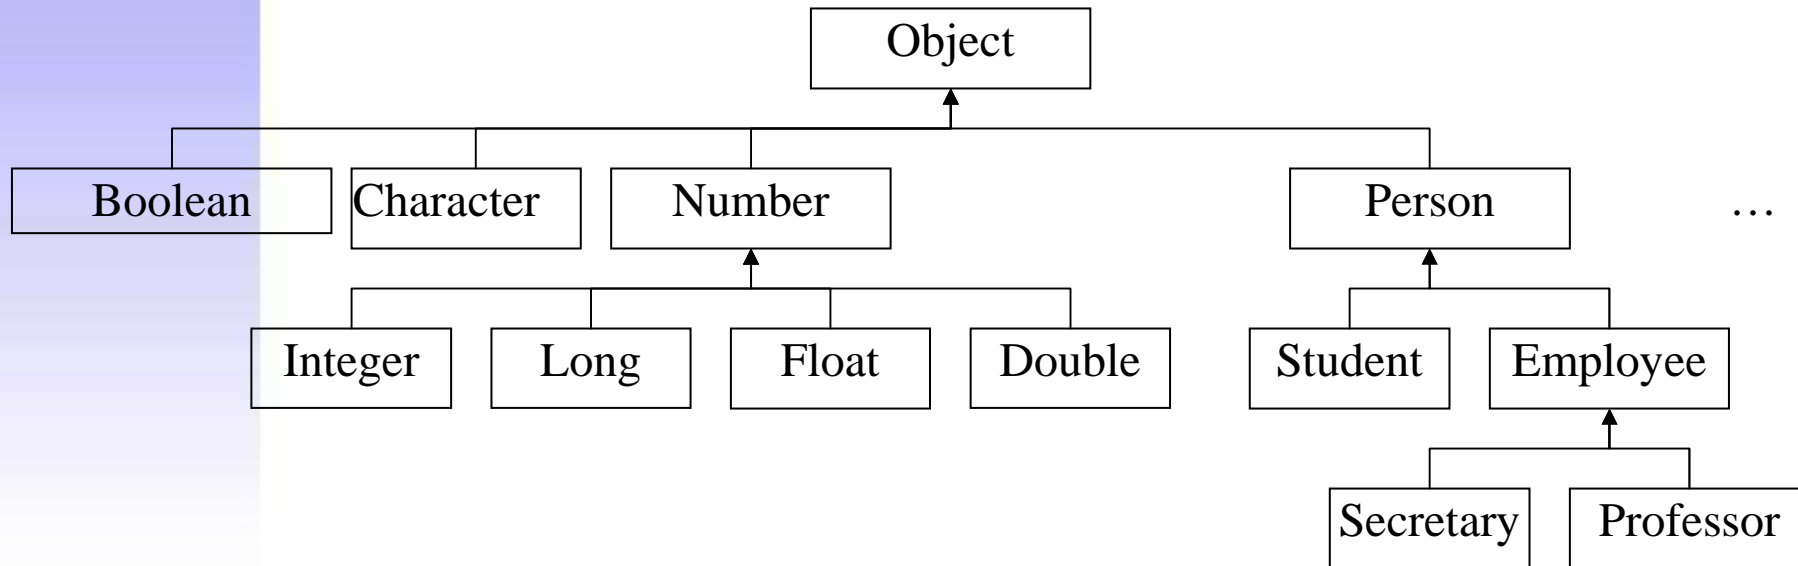 Object
Boolean Character Number Person …
Integer Long Float Double Student Employee
Secretary Professor